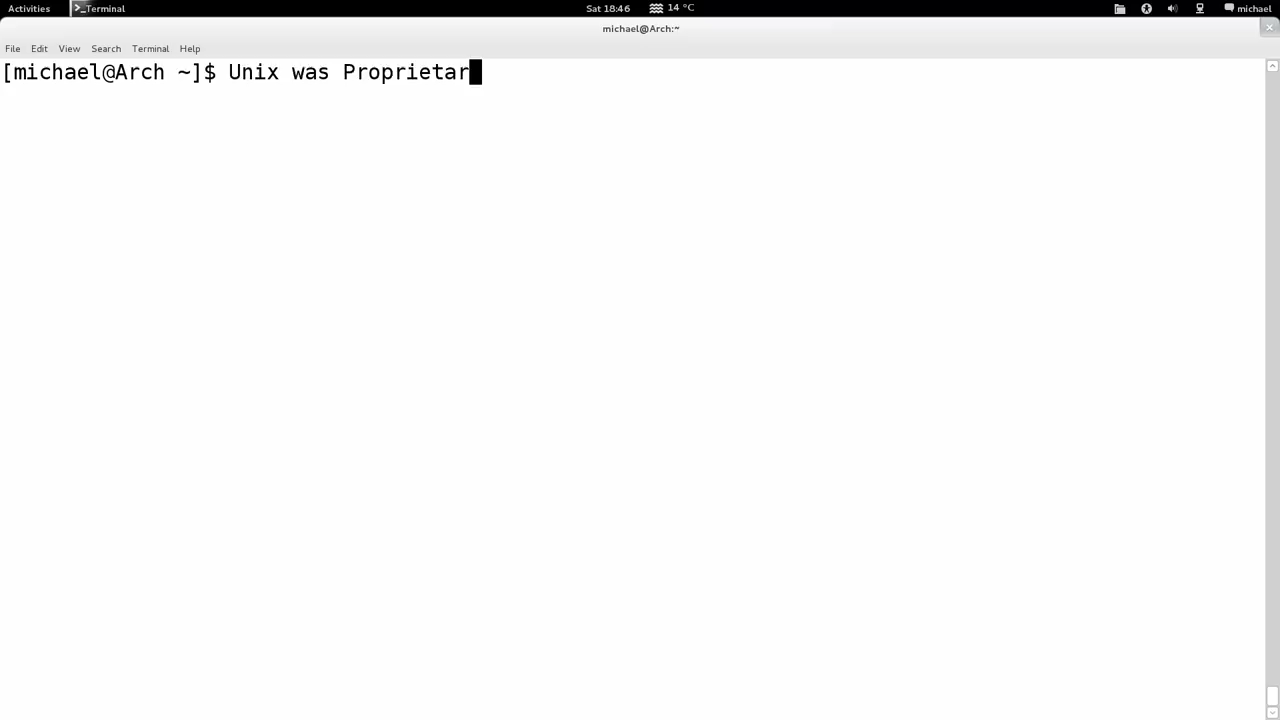 Activities >_Terminal Sat 18:46 14 °C michael
michael@Arch:~
File Edit View Search Terminal Help
[michael@Arch ~]$ Unix was Proprietar